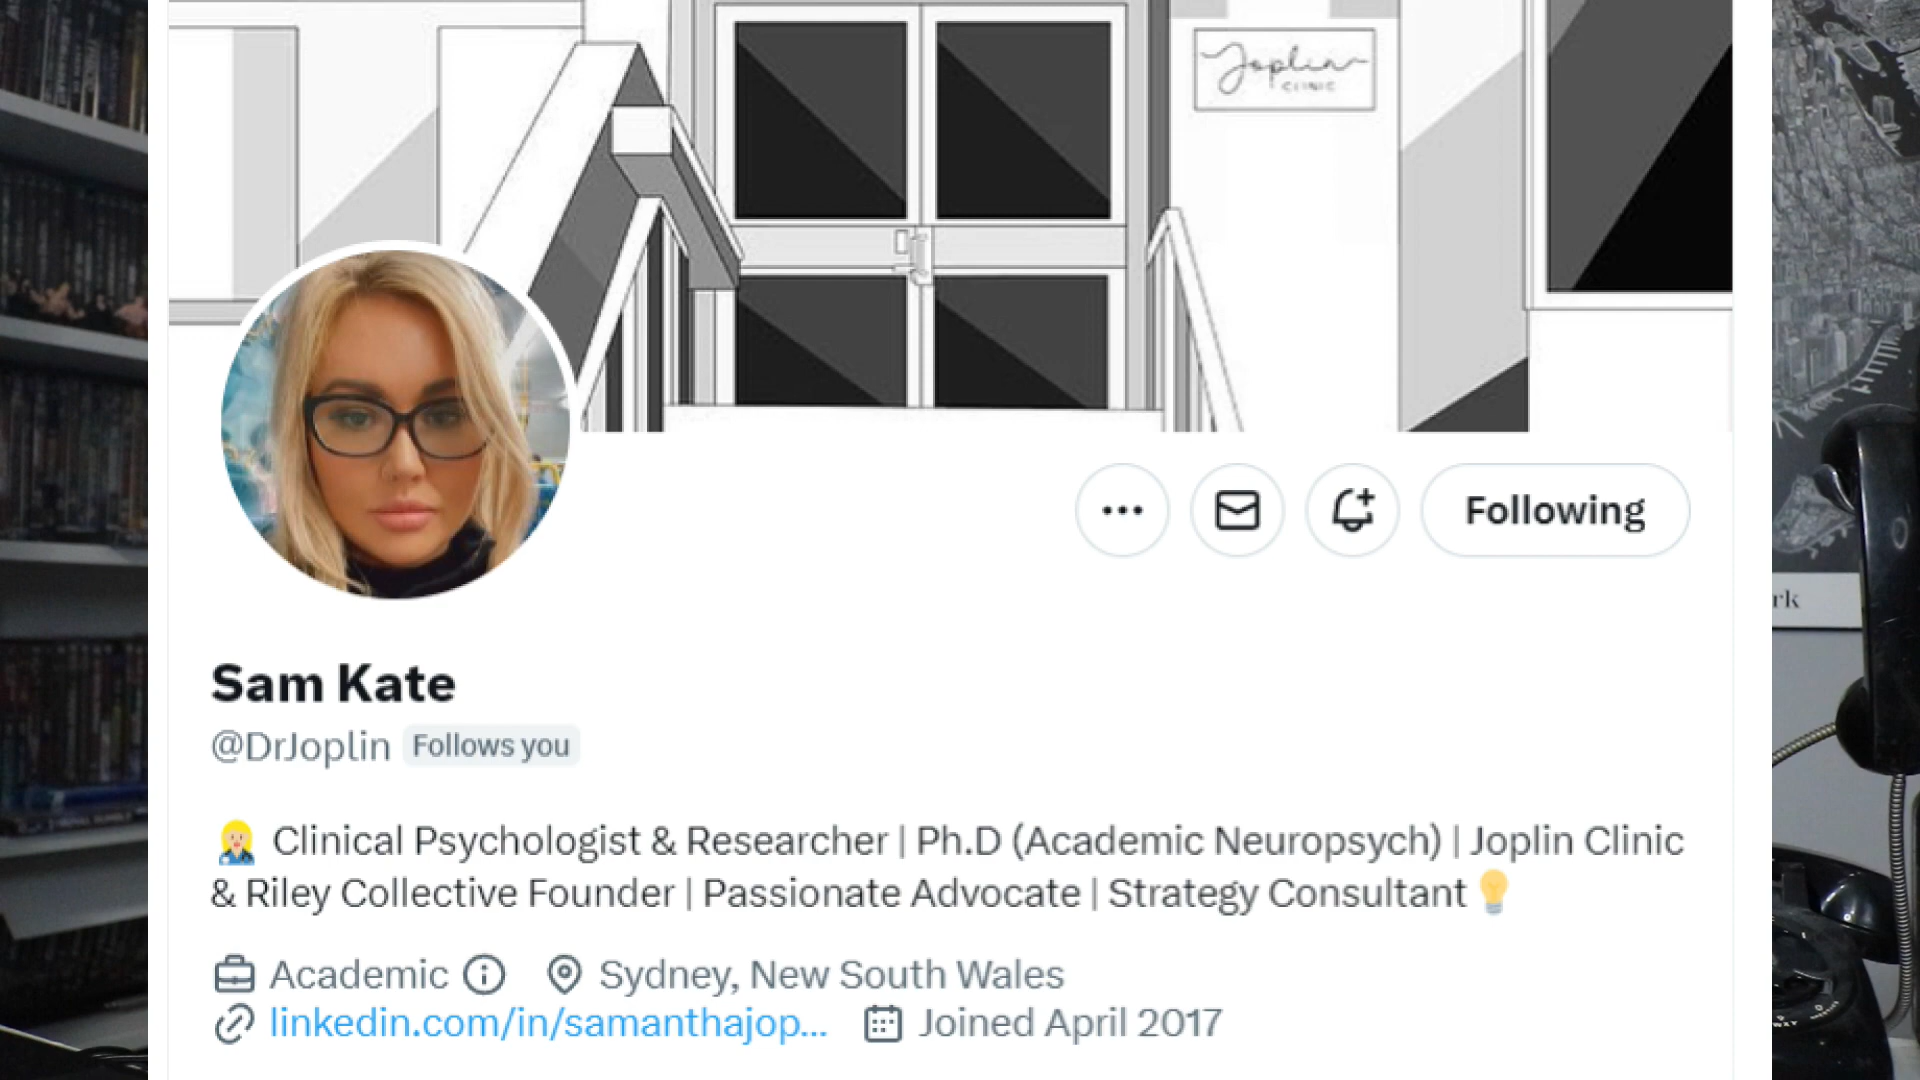 Joplin
CLINIC
Following
rk
Sam Kate
@DrJoplin Follows you
Clinical Psychologist & Researcher | Ph.D (Academic Neuropsych) | Joplin Clinic
& Riley Collective Founder | Passionate Advocate | Strategy Consultant
Academic Sydney, New South Wales
linkedin.com/in/samanthajop... Joined April 2017